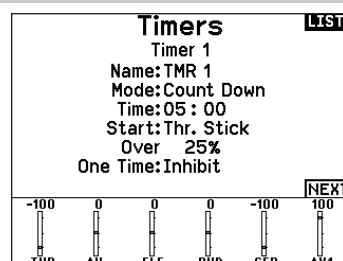 Timers
LIST
Timer 1
Name:TMR 1
Mode:Count Down
Time:05 : 00
Start:Thr. Stick
Over 25%
One Time:Inhibit
NEXT
-100 0 0 0 -100 100